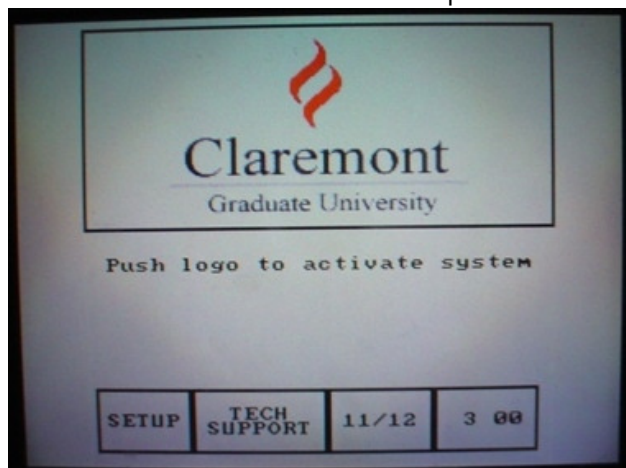 Claremont
Graduate University
Push logo to activate system
SETUP
TECH
SUPPORT
11/12
3 00